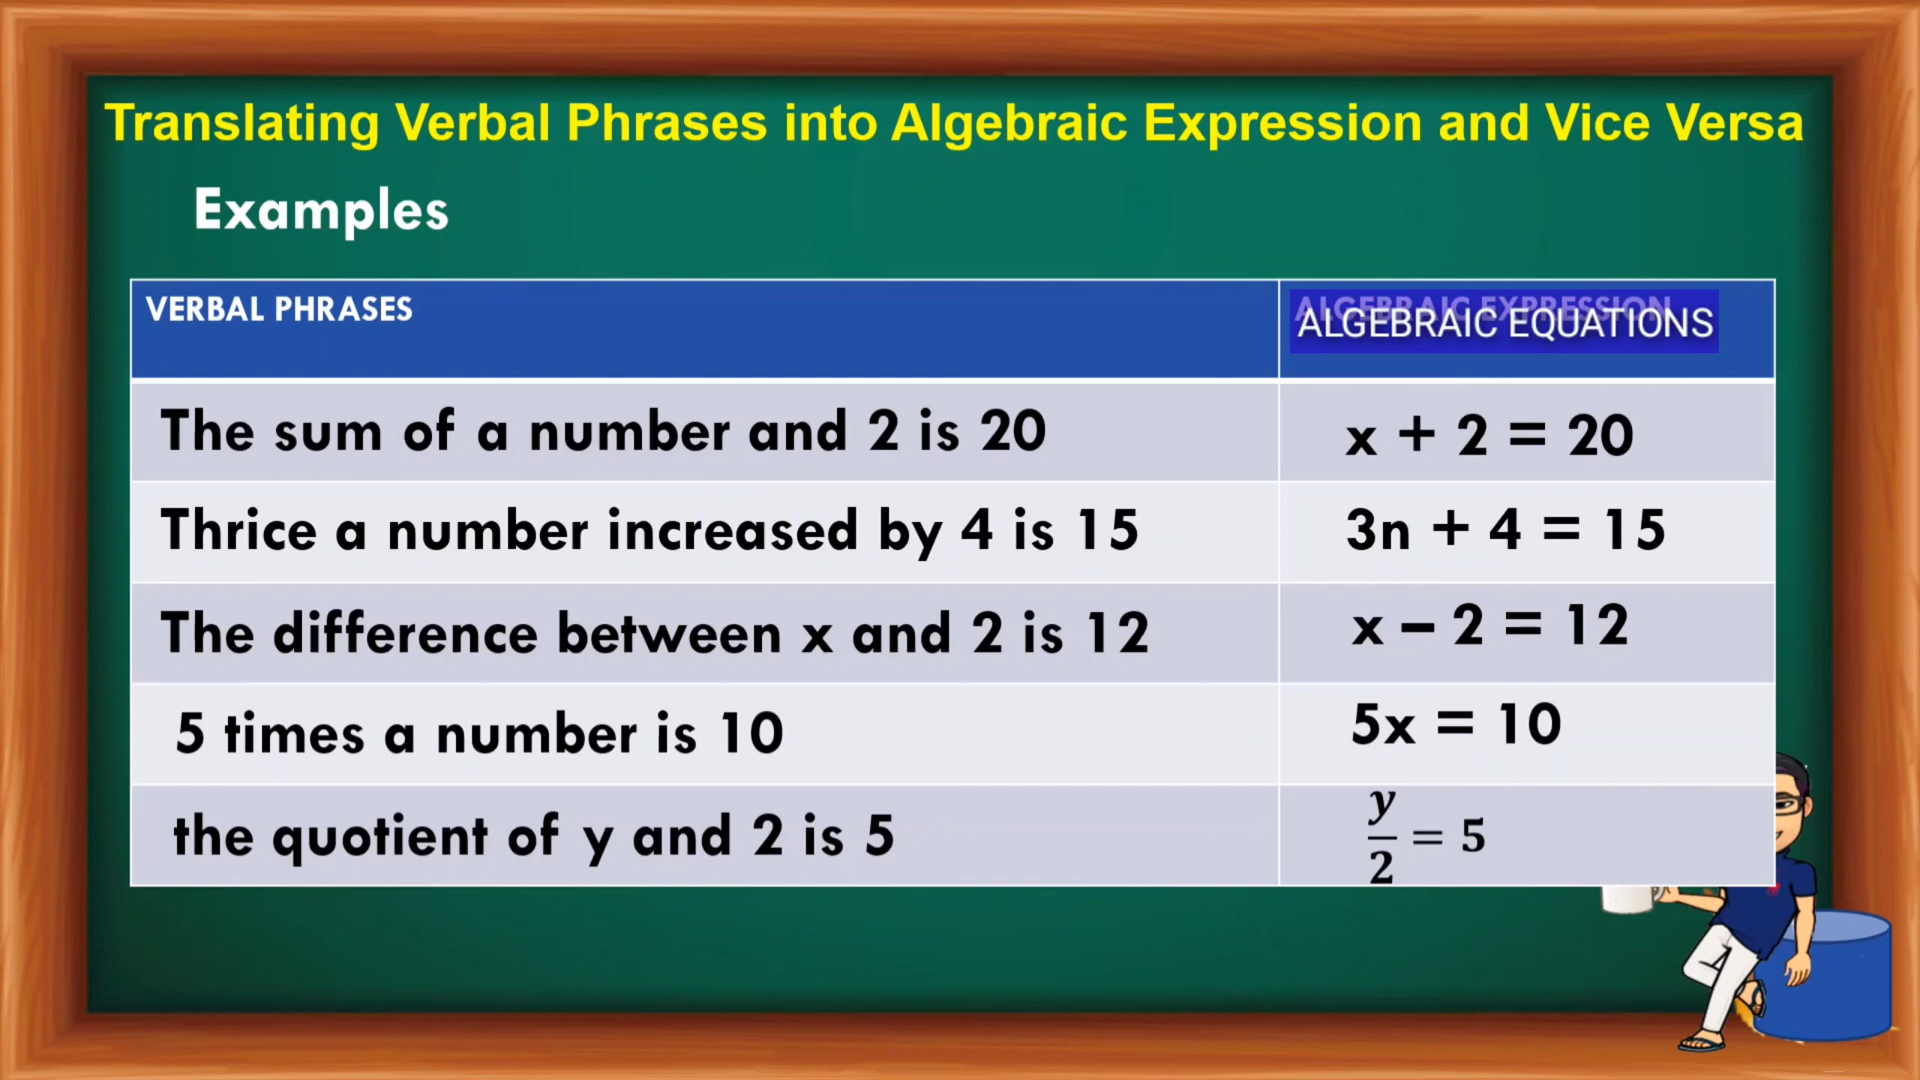 Translating Verbal Phrases into Algebraic Expression and Vice Versa
Examples
VERBAL PHRASES
ALGEBRAIC EXPRESSION
ALGEBRAIC EQUATIONS
The sum of a number and 2 is 20
x + 2 = 20
Thrice a number increased by 4 is 15
3n + 4 = 15
The difference between x and 2 is 12
x – 2 = 12
5 times a number is 10
5x = 10
the quotient of y and 2 is 5
y/2 = 5